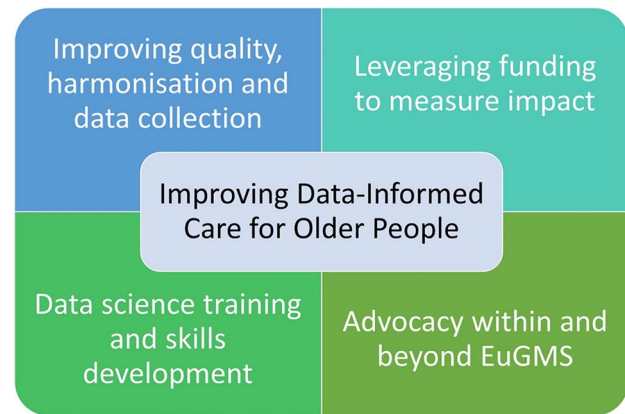 Improving quality,
harmonisation and
data collection
Leveraging funding
to measure impact
Improving Data-Informed
Care for Older People
Data science training
and skills
development
Advocacy within and
beyond EuGMS